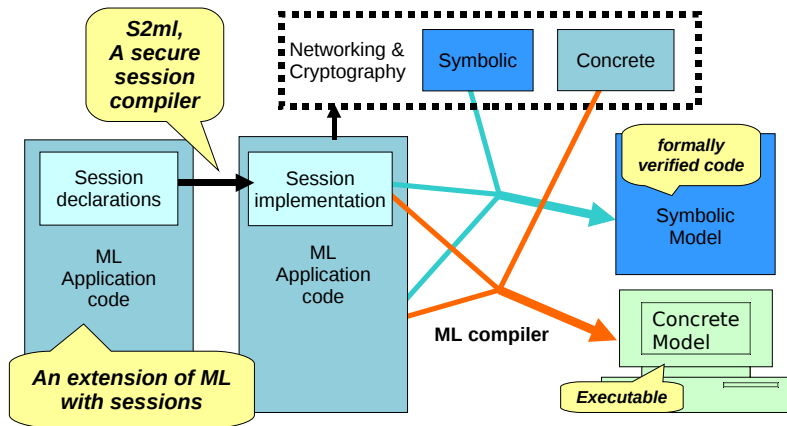 S2ml,
A secure
session
compiler
Networking &
Cryptography
Symbolic
Concrete
Session
declarations
ML
Application
code
Session
implementation
ML
Application
code
formally
verified code
Symbolic
Model
ML compiler
Concrete
Model
Executable
An extension of ML
with sessions